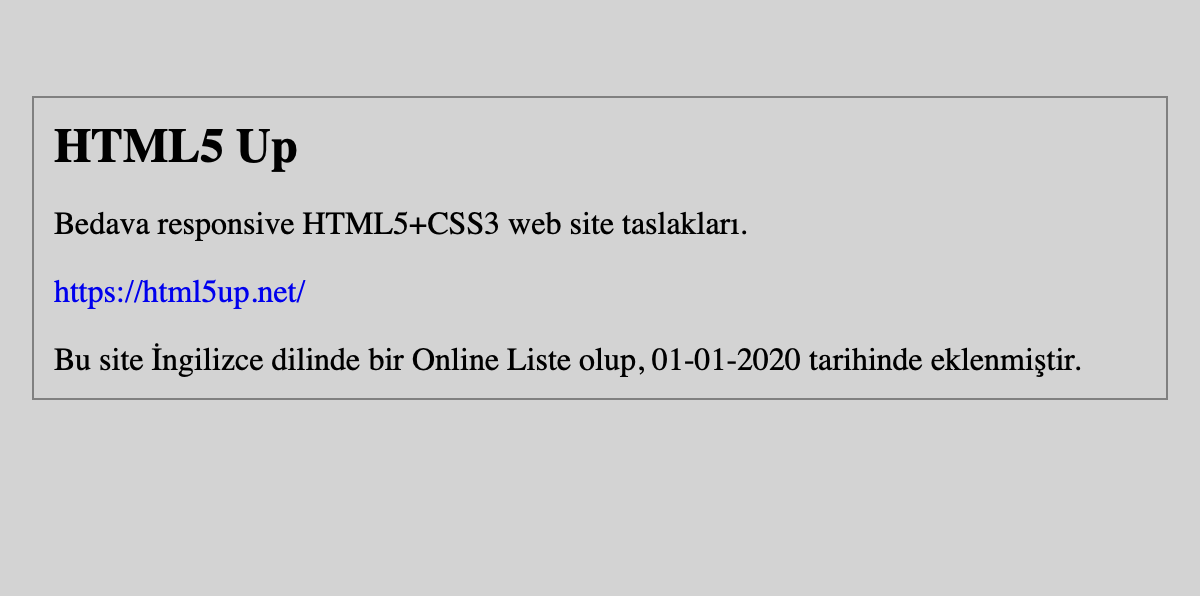 HTML5 Up
Bedava responsive HTML5+CSS3 web site taslakları.
https://html5up.net/
Bu site İngilizce dilinde bir Online Liste olup, 01-01-2020 tarihinde eklenmiştir.